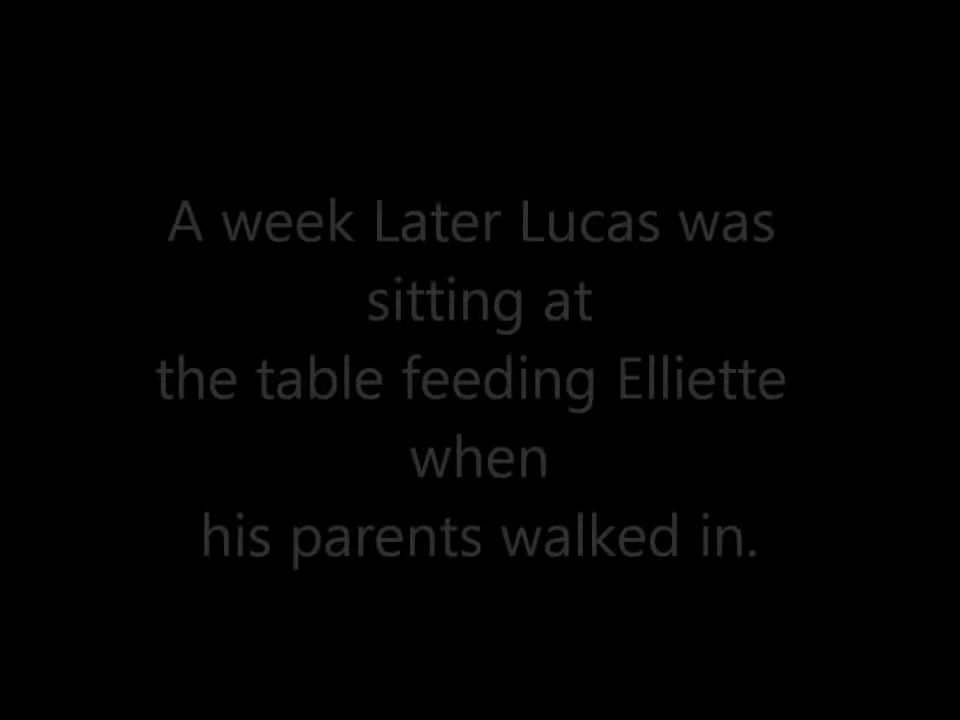 A week Later Lucas was
sitting at
the table feeding Elliette
when
his parents walked in.